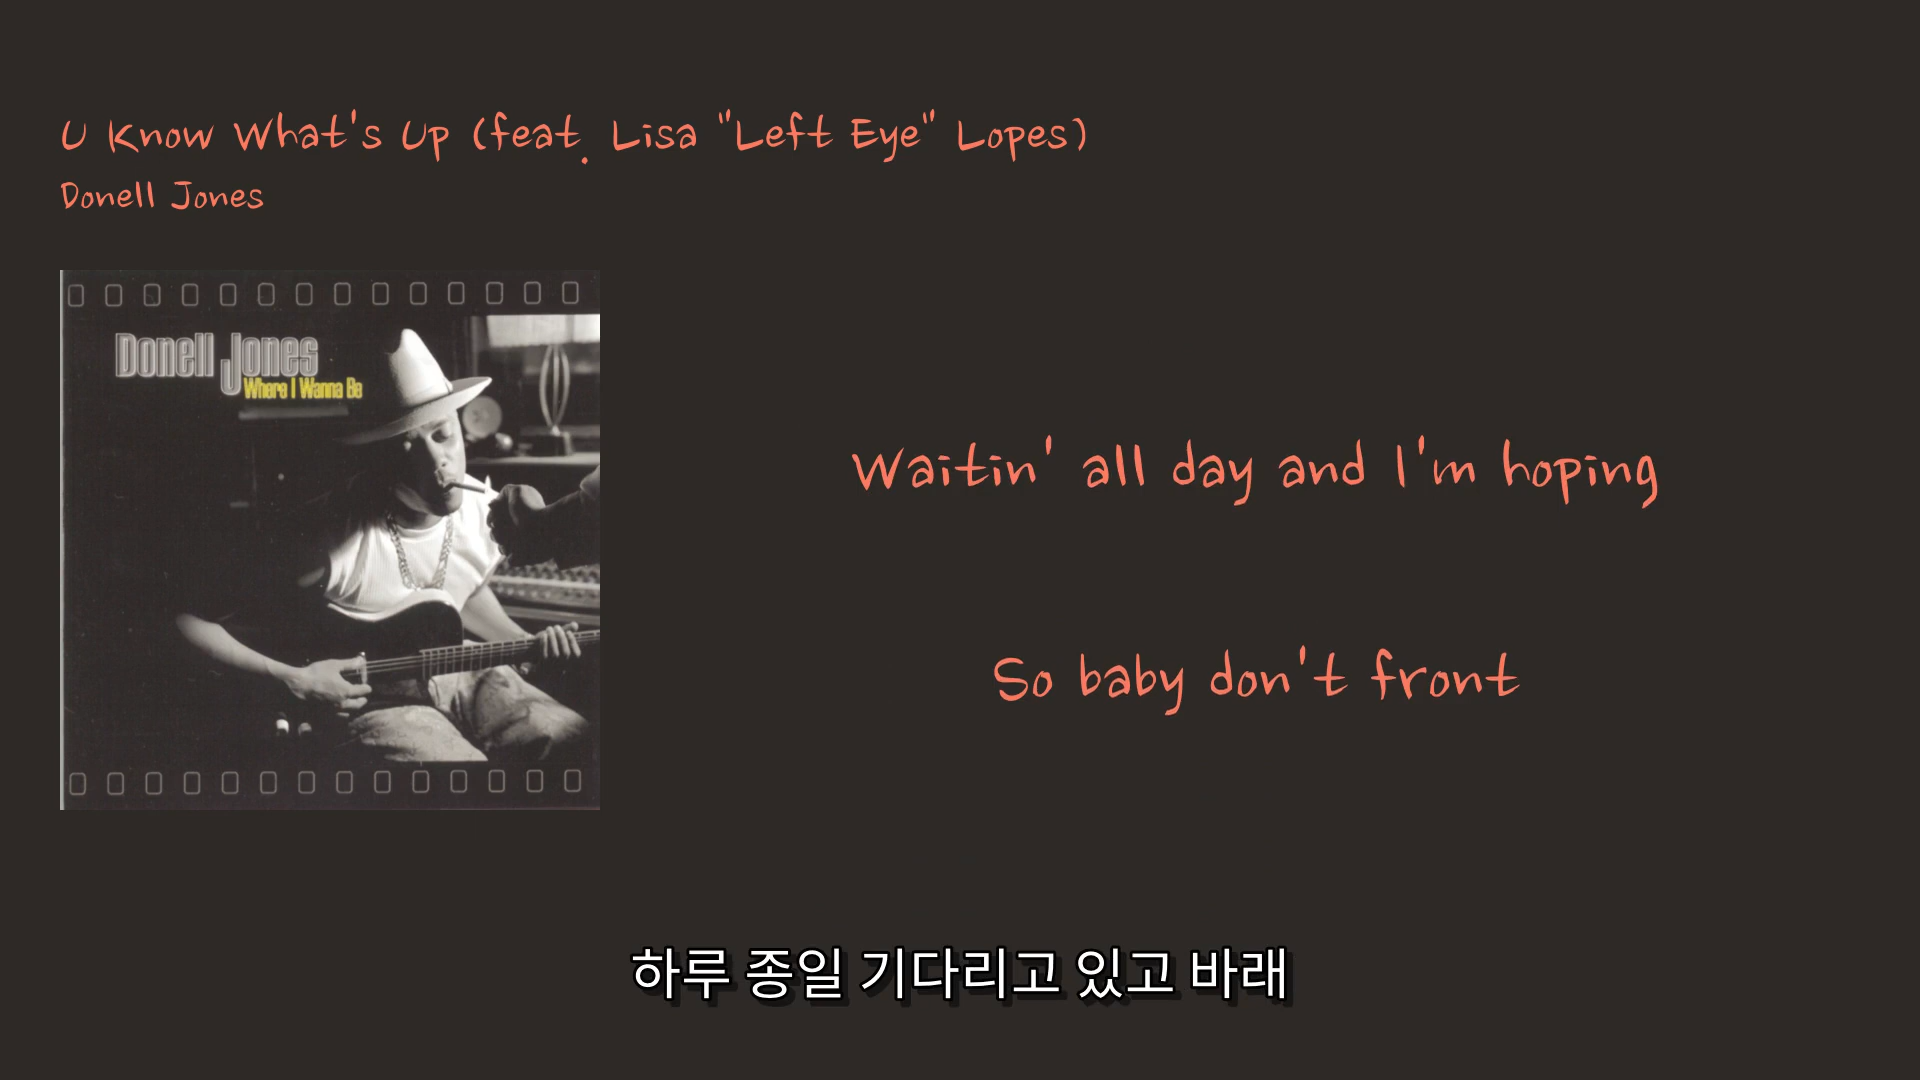 U Know What's Up (feat. Lisa "Left Eye" Lopes)
Donell Jones
Donell Jones
Where I Wanna Be
Waitin' all day and I'm hoping
So baby don't front
하루 종일 기다리고 있고 바래